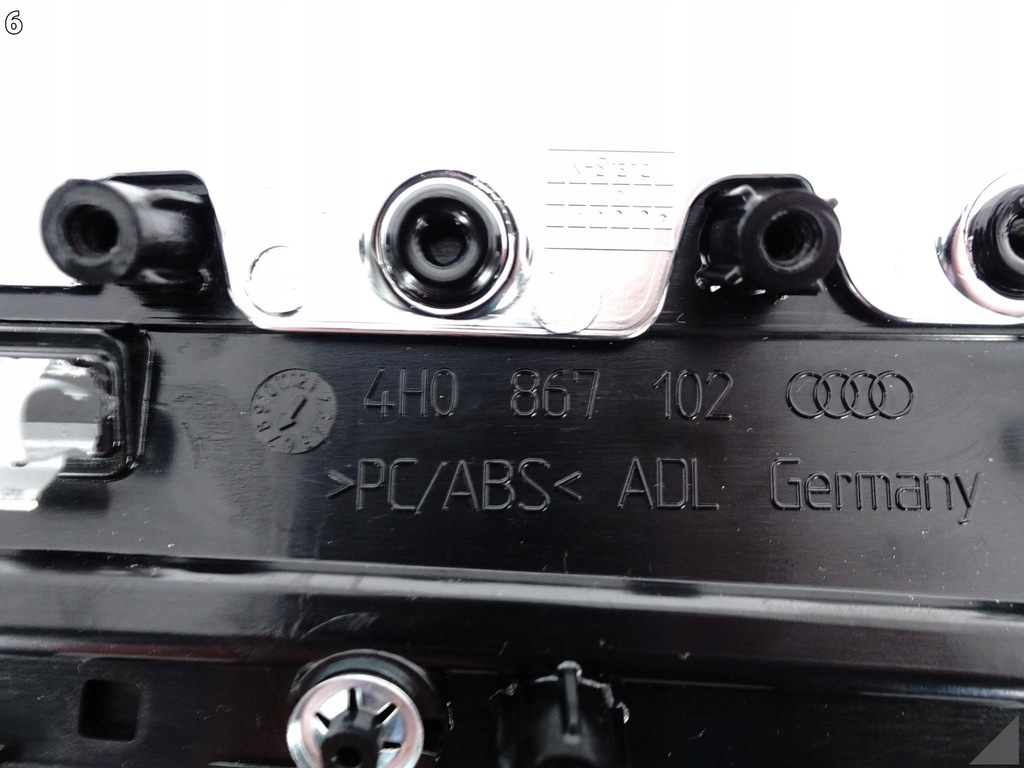 6
4H0 867 102
>PC/ABS< ADL Germany